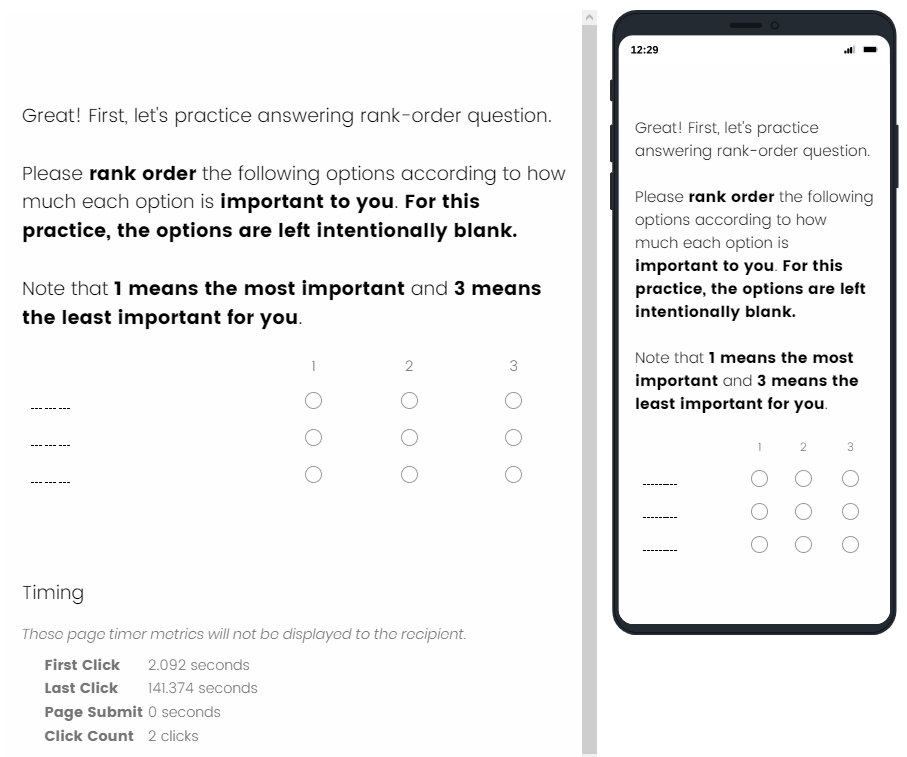 Great! First, let's practice answering rank-order question.
Please rank order the following options according to how
much each option is important to you. For this
practice, the options are left intentionally blank.
Note that 1 means the most important and 3 means
the least important for you.
1 2 3
--- --- ---
--- --- ---
--- --- ---
Timing
These page timer metrics will not be displayed to the recipient.
First Click 2.092 seconds
Last Click 141.374 seconds
Page Submit 0 seconds
Click Count 2 clicks
12:29
Great! First, let's practice
answering rank-order question.
Please rank order the following
options according to how
much each option is
important to you. For this
practice, the options are left
intentionally blank.
Note that 1 means the most
important and 3 means the
least important for you.
1 2 3
---------
---------
---------